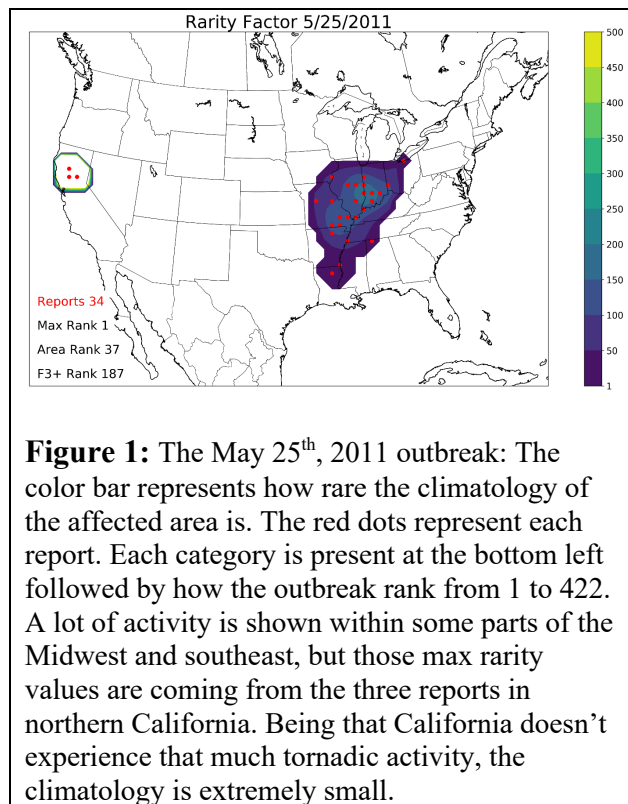 Rarity Factor 5/25/2011
500
450
400
350
300
250
200
150
100
50
1
Reports 34
Max Rank 1
Area Rank 37
F3+ Rank 187
Figure 1: The May 25th, 2011 outbreak: The
color bar represents how rare the climatology of
the affected area is. The red dots represent each
report. Each category is present at the bottom left
followed by how the outbreak rank from 1 to 422.
A lot of activity is shown within some parts of the
Midwest and southeast, but those max rarity
values are coming from the three reports in
northern California. Being that California doesn’t
experience that much tornadic activity, the
climatology is extremely small.